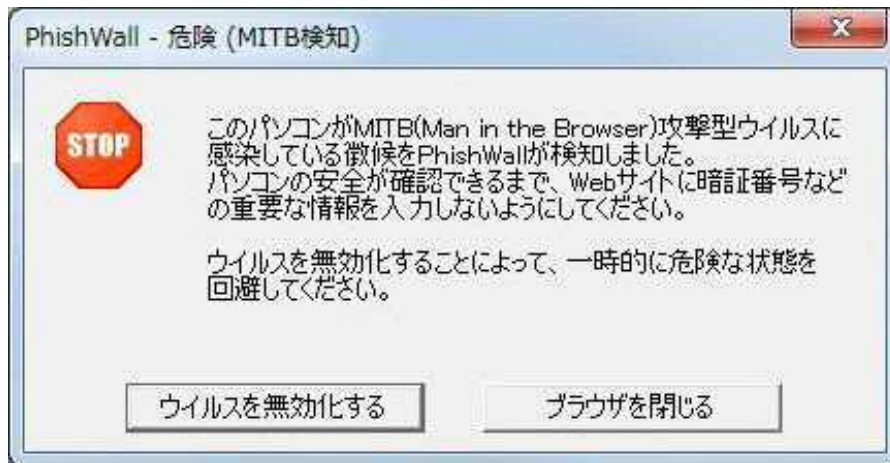 PhishWall - 危険 (MITB検知)
STOP
このパソコンがMITB(Man in the Browser)攻撃型ウイルスに
感染している徴候をPhishWallが検知しました。
パソコンの安全が確認できるまで、Webサイトに暗証番号など
の重要な情報を入力しないようにしてください。
ウイルスを無効化することによって、一時的に危険な状態を
回避してください。
ウイルスを無効化する
ブラウザを閉じる